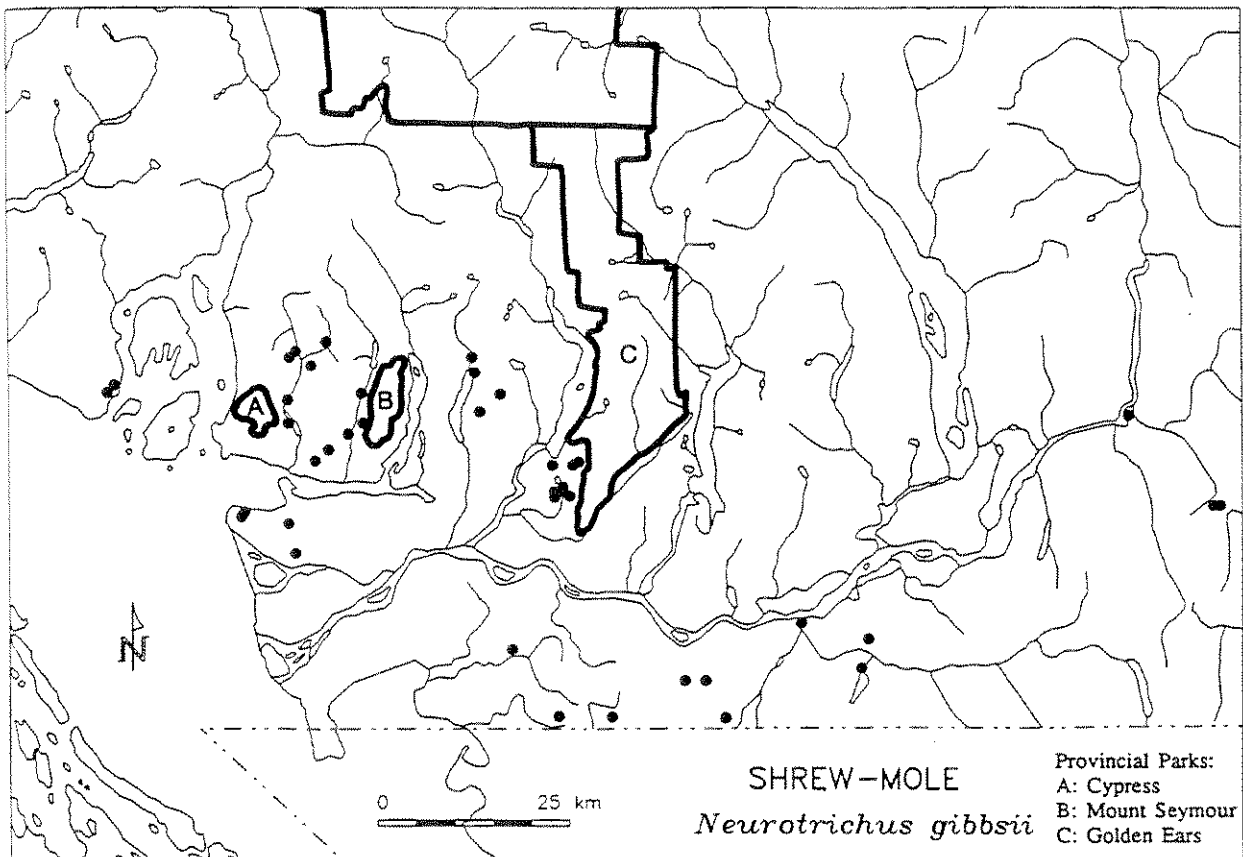 A
B
C
N
0 25 km
SHREW-MOLE
Neurotrichus gibbsii
Provincial Parks:
A: Cypress
B: Mount Seymour
C: Golden Ears